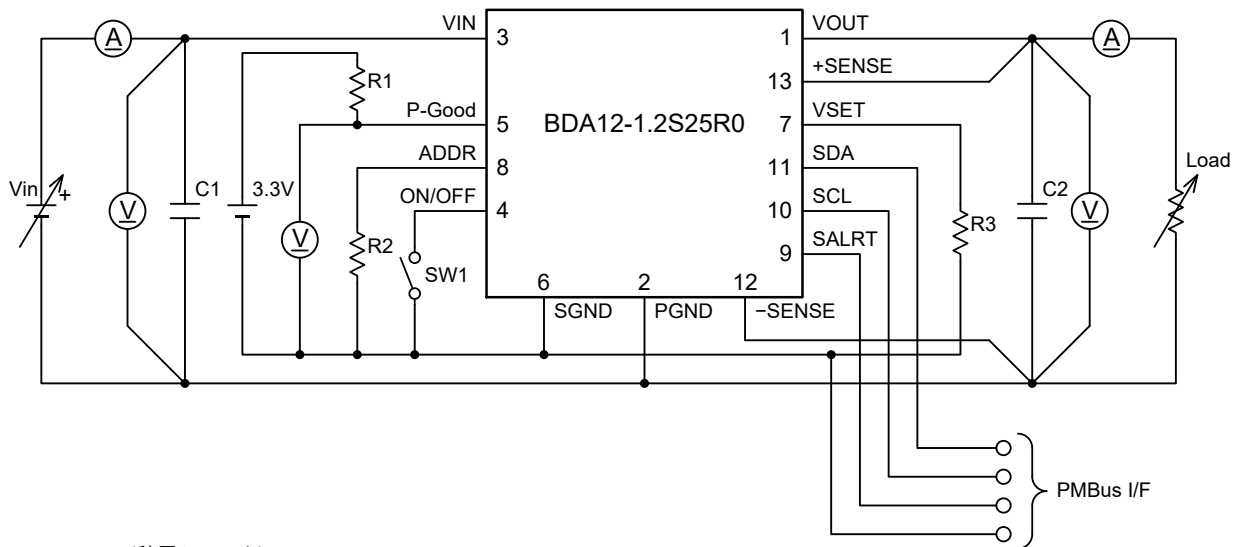 VIN
3
VOUT
1
A
A
+SENSE
13
R1
P-Good
5
BDA12-1.2S25R0
VSET
7
ADDR
8
SDA
11
Vin
+
V
C1
3.3V
ON/OFF
4
SCL
10
C2
V
Load
V
R2
SW1
SALRT
9
R3
6
2
12
SGND
PGND
−SENSE
PMBus I/F